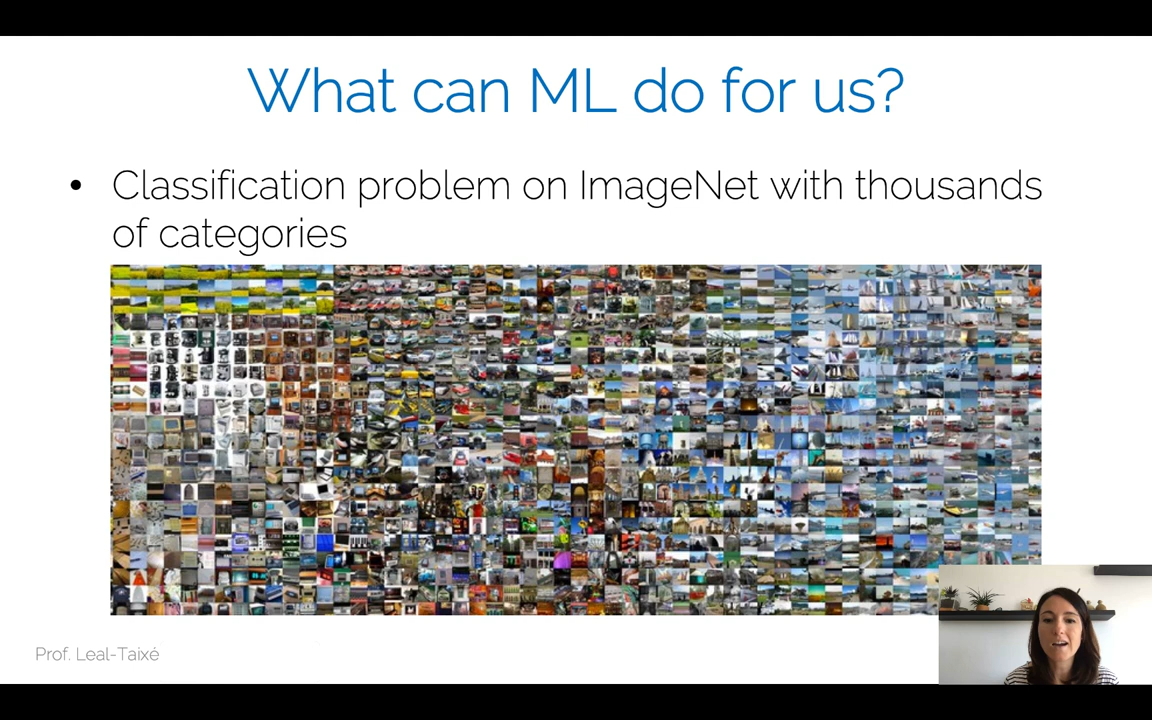 What can ML do for us?
• Classification problem on ImageNet with thousands
of categories
Prof. Leal-Taixé